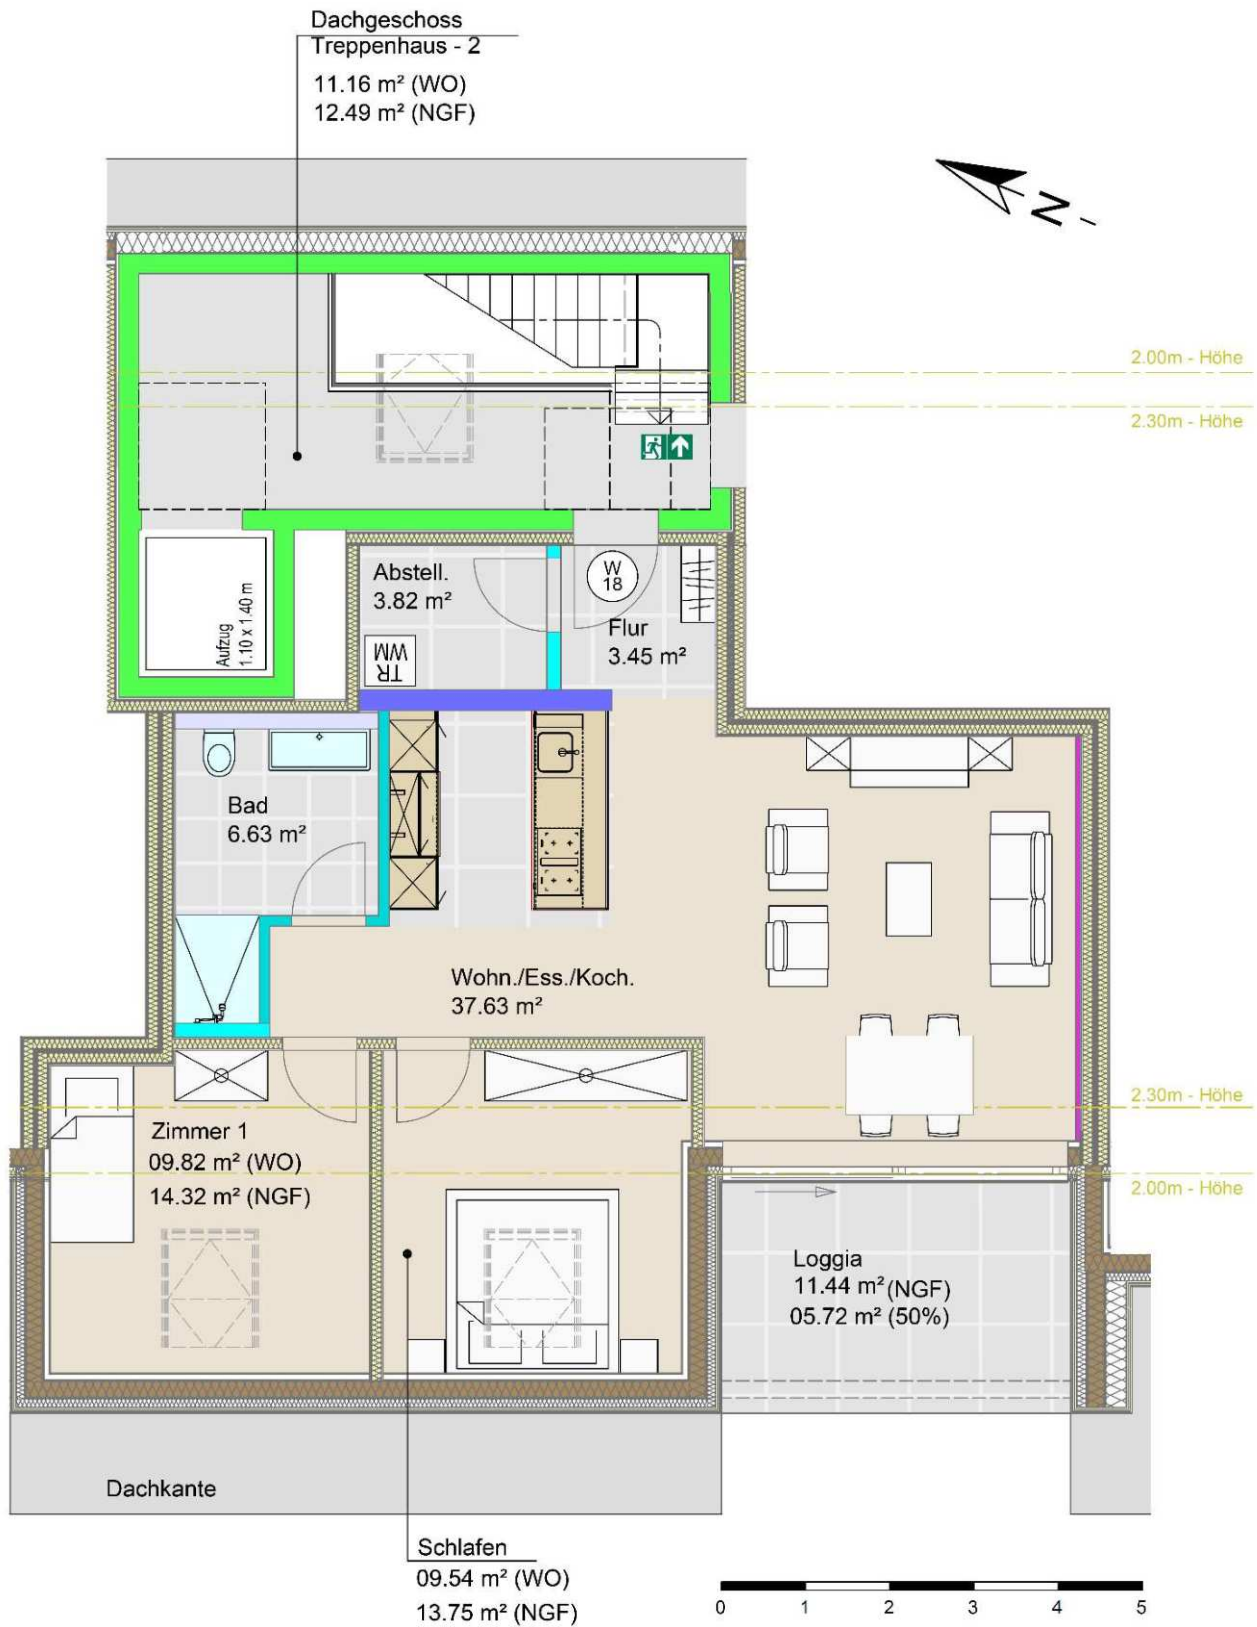 Dachgeschoss
Treppenhaus - 2
11.16 m² (WO)
12.49 m² (NGF)
N
2.00m - Höhe
2.30m - Höhe
Aufzug
1.10 x 1.40 m
Abstell.
3.82 m²
TR
WM
W
18
Flur
3.45 m²
Bad
6.63 m²
Wohn./Ess./Koch.
37.63 m²
2.30m - Höhe
2.00m - Höhe
Zimmer 1
09.82 m² (WO)
14.32 m² (NGF)
Loggia
11.44 m² (NGF)
05.72 m² (50%)
Dachkante
Schlafen
09.54 m² (WO)
13.75 m² (NGF)
0 1 2 3 4 5